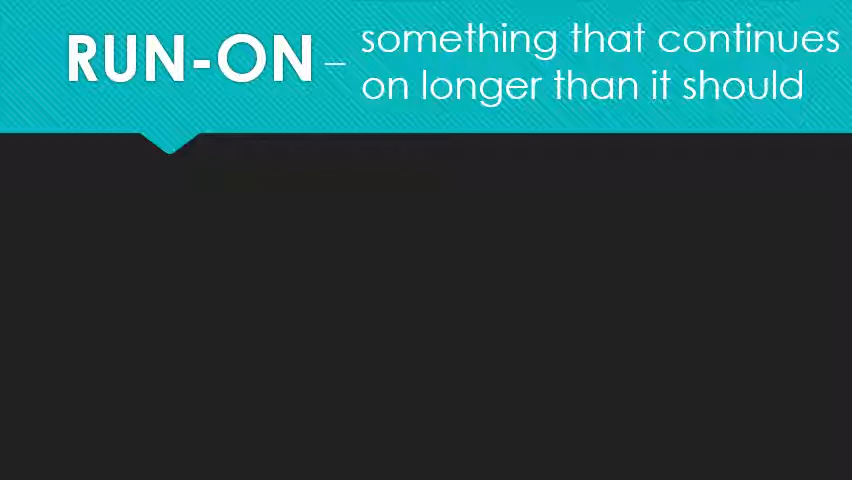 RUN-ON – something that continues
on longer than it should